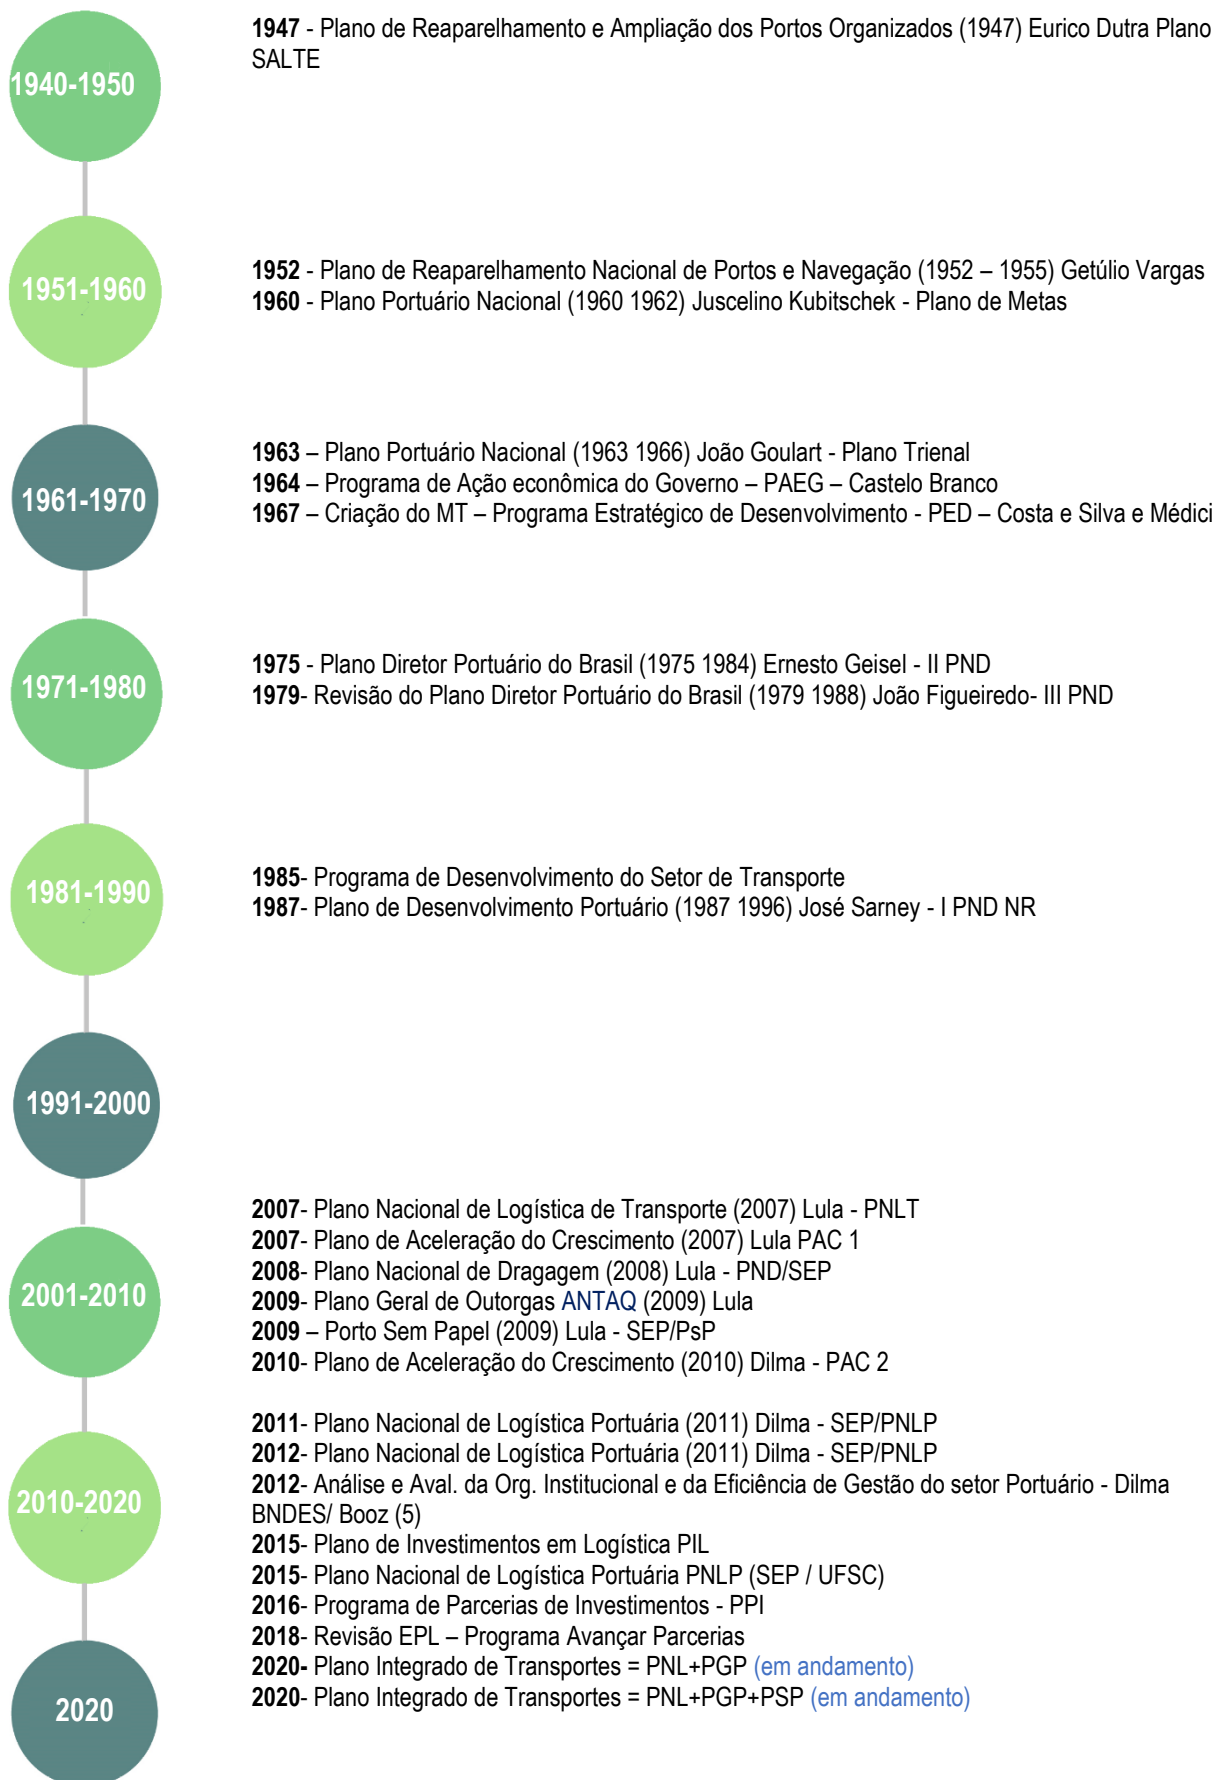 1940-1950
1947 - Plano de Reaparelhamento e Ampliação dos Portos Organizados (1947) Eurico Dutra Plano
SALTE
1951-1960
1952 - Plano de Reaparelhamento Nacional de Portos e Navegação (1952 – 1955) Getúlio Vargas
1960 - Plano Portuário Nacional (1960 1962) Juscelino Kubitschek - Plano de Metas
1961-1970
1963 – Plano Portuário Nacional (1963 1966) João Goulart - Plano Trienal
1964 – Programa de Ação econômica do Governo – PAEG – Castelo Branco
1967 – Criação do MT – Programa Estratégico de Desenvolvimento - PED – Costa e Silva e Médici
1971-1980
1975 - Plano Diretor Portuário do Brasil (1975 1984) Ernesto Geisel - II PND
1979- Revisão do Plano Diretor Portuário do Brasil (1979 1988) João Figueiredo- III PND
1981-1990
1985- Programa de Desenvolvimento do Setor de Transporte
1987- Plano de Desenvolvimento Portuário (1987 1996) José Sarney - I PND NR
1991-2000
2001-2010
2007- Plano Nacional de Logística de Transporte (2007) Lula - PNLT
2007- Plano de Aceleração do Crescimento (2007) Lula PAC 1
2008- Plano Nacional de Dragagem (2008) Lula - PND/SEP
2009- Plano Geral de Outorgas ANTAQ (2009) Lula
2009 – Porto Sem Papel (2009) Lula - SEP/PsP
2010- Plano de Aceleração do Crescimento (2010) Dilma - PAC 2
2010-2020
2011- Plano Nacional de Logística Portuária (2011) Dilma - SEP/PNLP
2012- Plano Nacional de Logística Portuária (2011) Dilma - SEP/PNLP
2012- Análise e Aval. da Org. Institucional e da Eficiência de Gestão do setor Portuário - Dilma
BNDES/ Booz (5)
2015- Plano de Investimentos em Logística PIL
2015- Plano Nacional de Logística Portuária PNLP (SEP / UFSC)
2016- Programa de Parcerias de Investimentos - PPI
2018- Revisão EPL – Programa Avançar Parcerias
2020- Plano Integrado de Transportes = PNL+PGP (em andamento)
2020- Plano Integrado de Transportes = PNL+PGP+PSP (em andamento)
2020